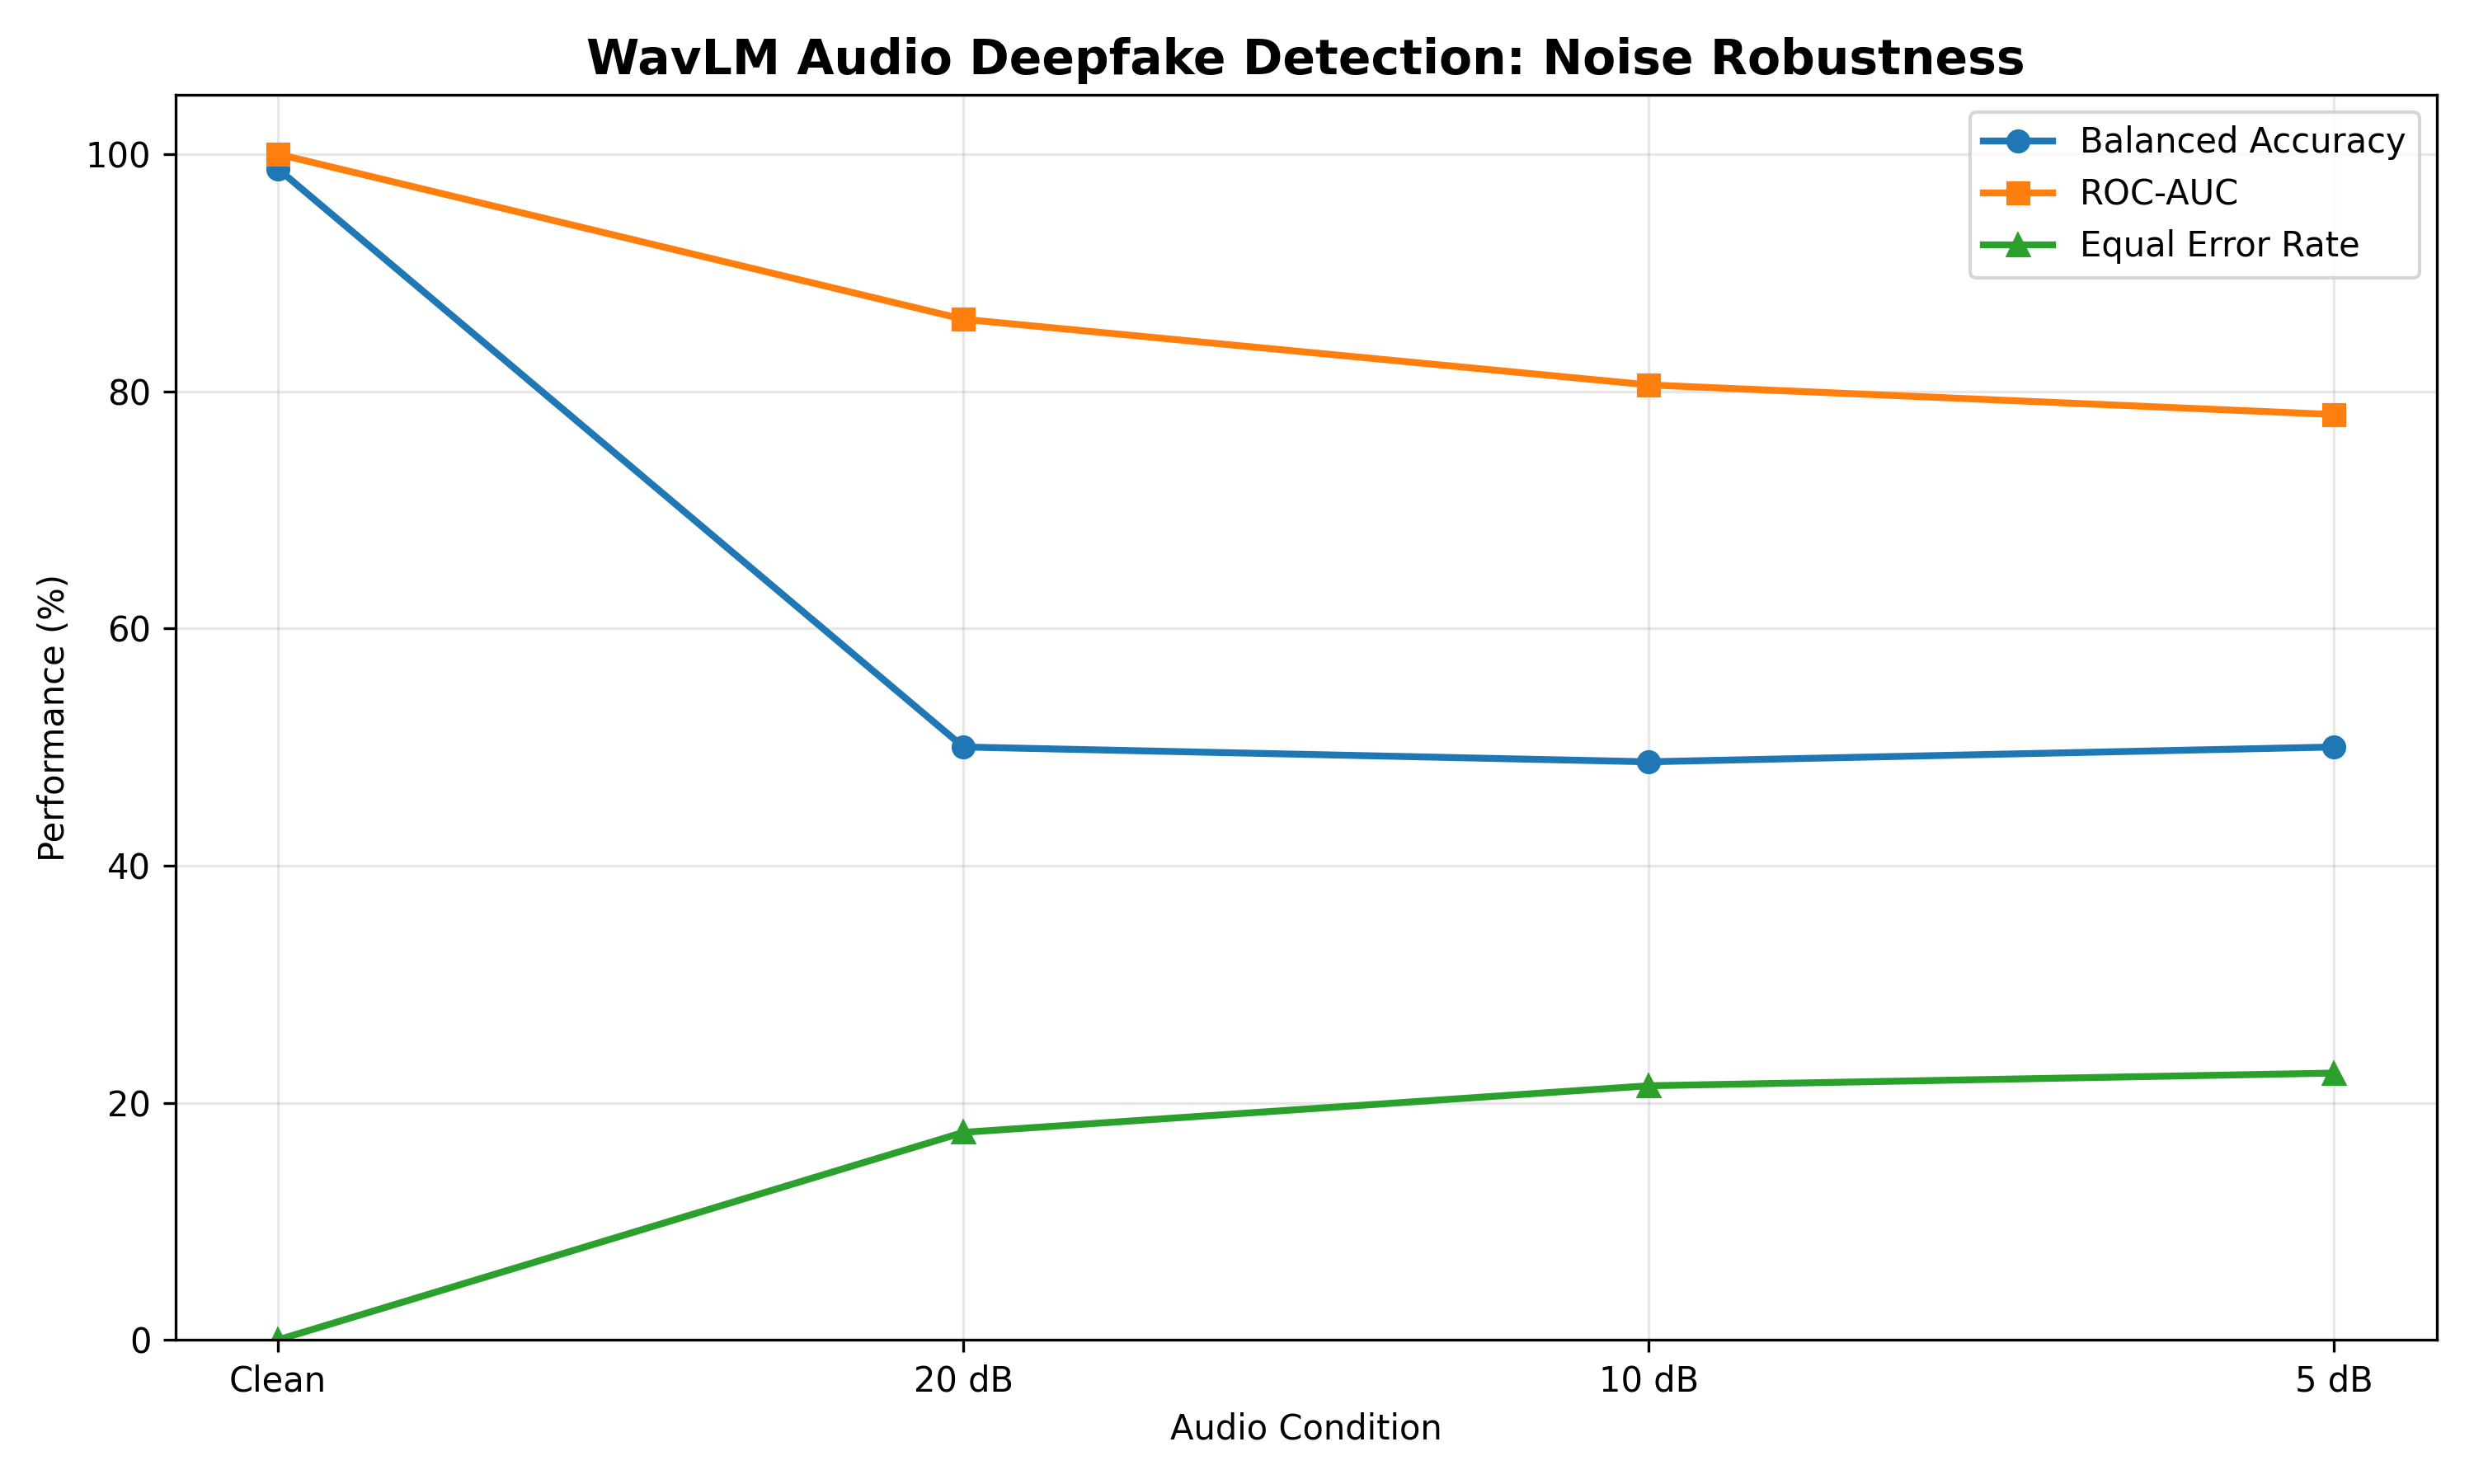 WavLM Audio Deepfake Detection: Noise Robustness
Balanced Accuracy
ROC-AUC
Equal Error Rate
Performance (%)
100
80
60
40
20
0
Clean
20 dB
10 dB
5 dB
Audio Condition